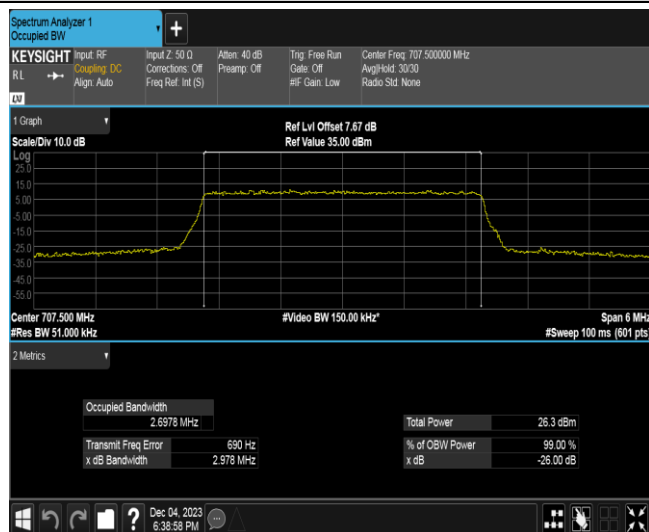 Spectrum Analyzer 1
Occupied BW
+
KEYSIGHT Input: RF Input Z: 50 Ω Atten: 40 dB Trig: Free Run Center Freq: 707.500000 MHz
RL Coupling: DC Corrections: Off Preamp: Off Gate: Off Avg|Hold: 30/30
Align: Auto Freq Ref: Int (S) #IF Gain: Low Radio Std: None
LXI
1 Graph Ref Lvl Offset 7.67 dB
Scale/Div 10.0 dB Ref Value 35.00 dBm
Log
25.0
15.0
5.00
-5.00
-15.0
-25.0
-35.0
-45.0
-55.0
Center 707.500 MHz #Video BW 150.00 kHz* Span 6 MHz
#Res BW 51.000 kHz #Sweep 100 ms (601 pts)
2 Metrics
Occupied Bandwidth
2.6978 MHz Total Power 26.3 dBm
Transmit Freq Error 690 Hz % of OBW Power 99.00 %
x dB Bandwidth 2.978 MHz x dB -26.00 dB
? Dec 04, 2023
6:38:58 PM